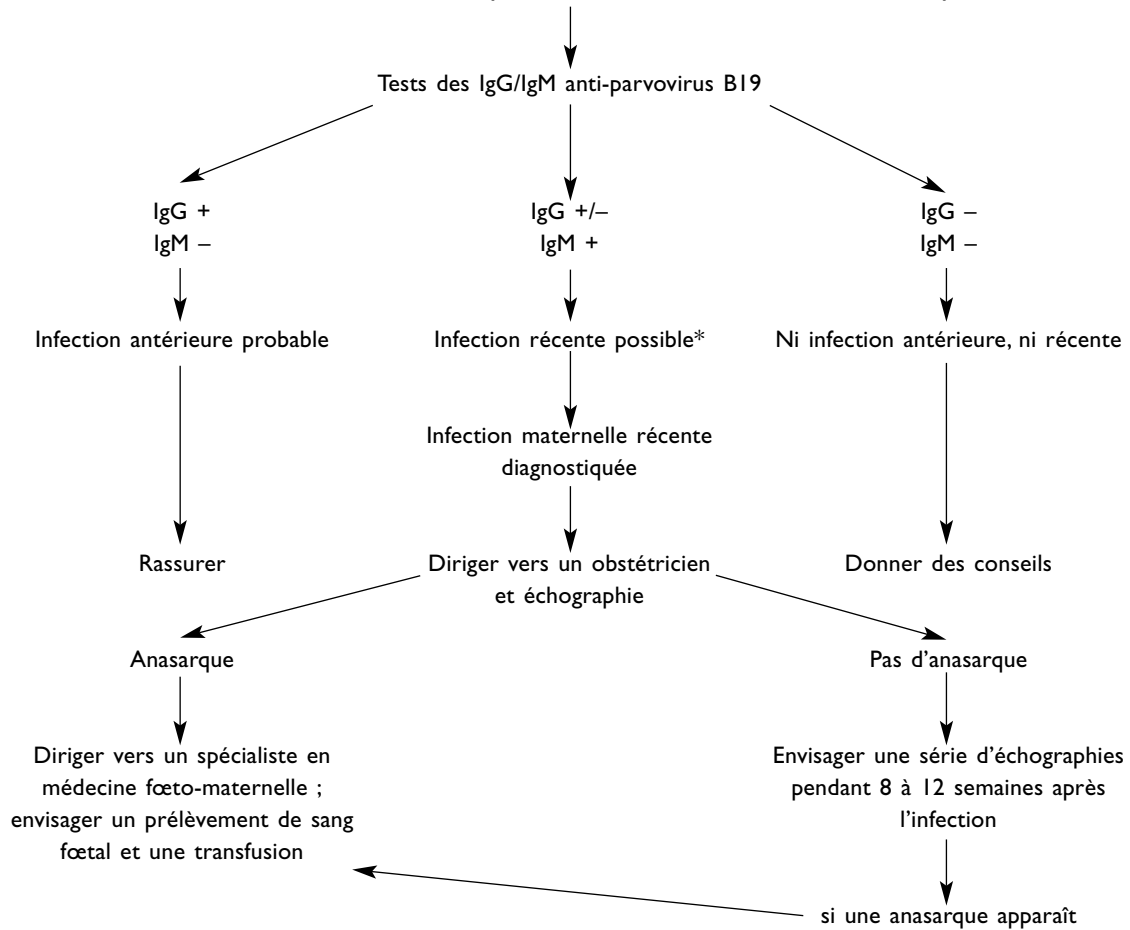 Tests des IgG/IgM anti-parvovirus B19
IgG +
IgM –
IgG +/–
IgM +
IgG –
IgM –
Infection antérieure probable
Infection récente possible*
Ni infection antérieure, ni récente
Infection maternelle récente
diagnostiquée
Rassurer
Diriger vers un obstétricien
et échographie
Donner des conseils
Anasarque
Pas d'anasarque
Diriger vers un spécialiste en
médecine fœto-maternelle ;
envisager un prélèvement de sang
fœtal et une transfusion
Envisager une série d'échographies
pendant 8 à 12 semaines après
l'infection
si une anasarque apparaît